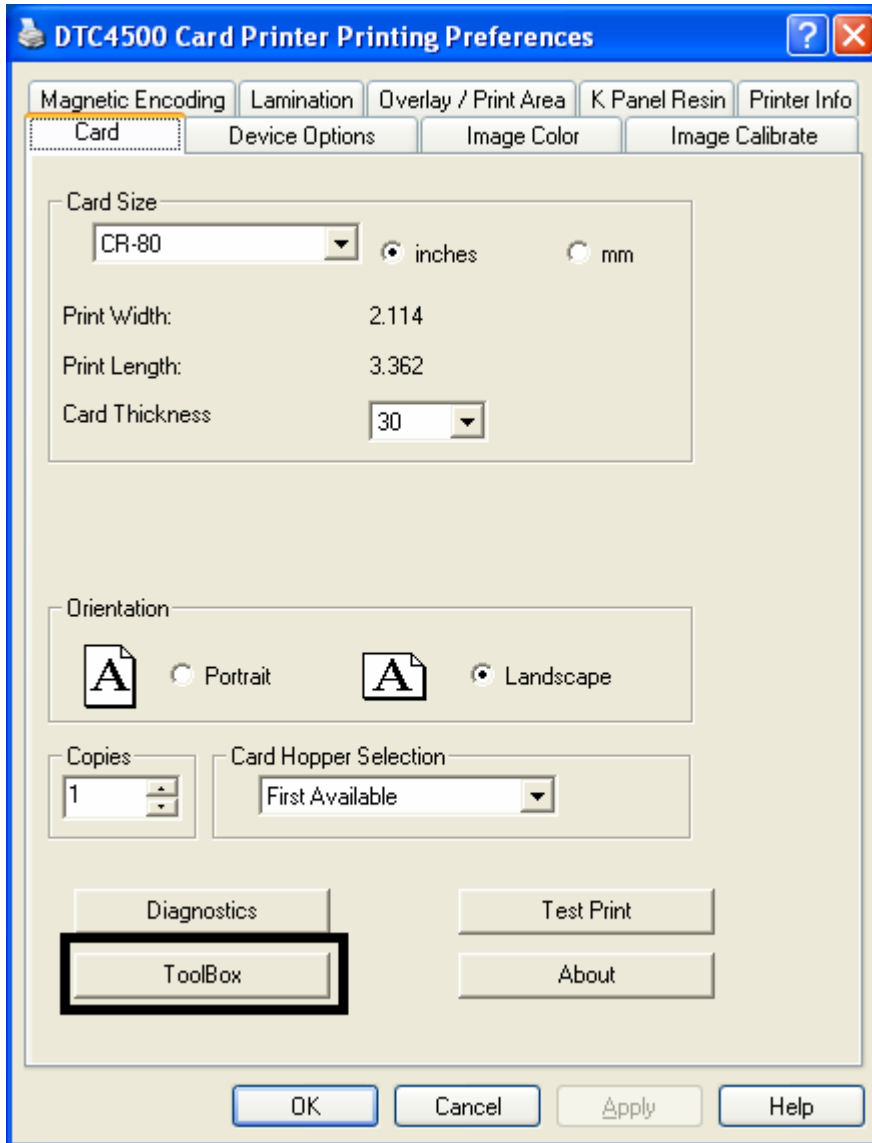 DTC4500 Card Printer Printing Preferences
Magnetic Encoding Lamination Overlay / Print Area K Panel Resin Printer Info
Card Device Options Image Color Image Calibrate
Card Size
CR-80 inches mm
Print Width: 2.114
Print Length: 3.362
Card Thickness 30
Orientation
A Portrait A Landscape
Copies Card Hopper Selection
1 First Available
Diagnostics Test Print
ToolBox About
OK Cancel Apply Help